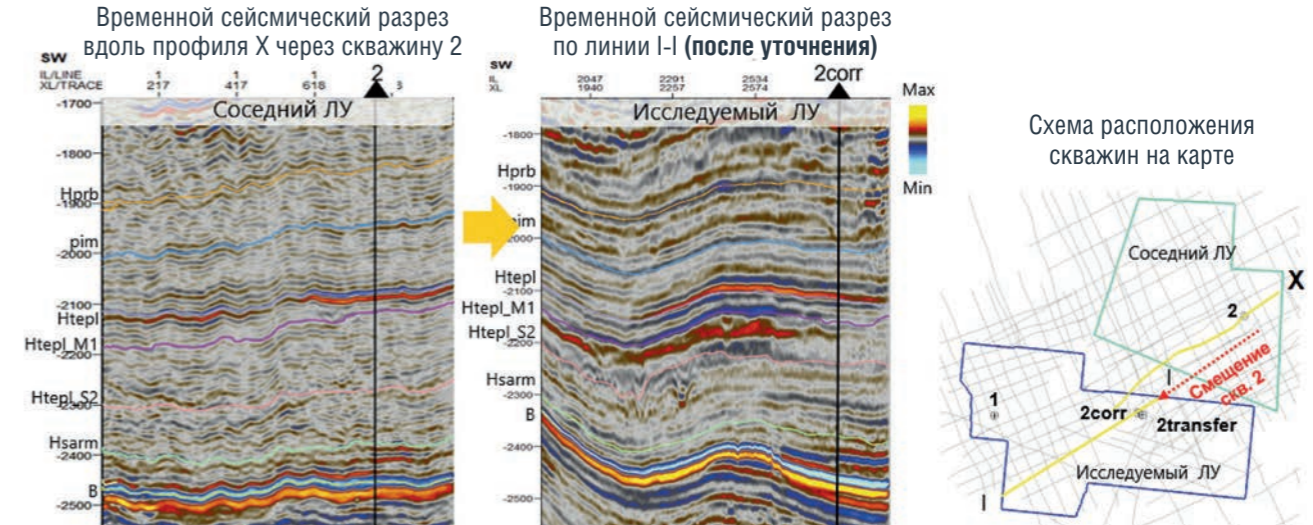 Временной сейсмический разрез
вдоль профиля X через скважину 2
SW
IL/LINE 1 1 1
XL/TRACE 217 417 618
2
3
Соседний ЛУ
-1700
-1800
Hprb
-1900
pim
-2000
-2100
Htepl
Htepl_M1
-2200
Htepl_S2
-2300
Hsarm
-2400
B
-2500
Временной сейсмический разрез
по линии I-I (после уточнения)
SW
IL 2047 2291 2534
XL 1940 2257 2574
2corr
Исследуемый ЛУ
-1800
Hprb
-1900
pim
-2000
Htepl
-2100
Htepl_M1
Htepl_S2
-2200
Hsarm
-2300
B
-2400
-2500
Max
Min
Схема расположения
скважин на карте
Соседний ЛУ
X
2
Смещение
скв. 2
I
1
2corr
2transfer
Исследуемый ЛУ
I